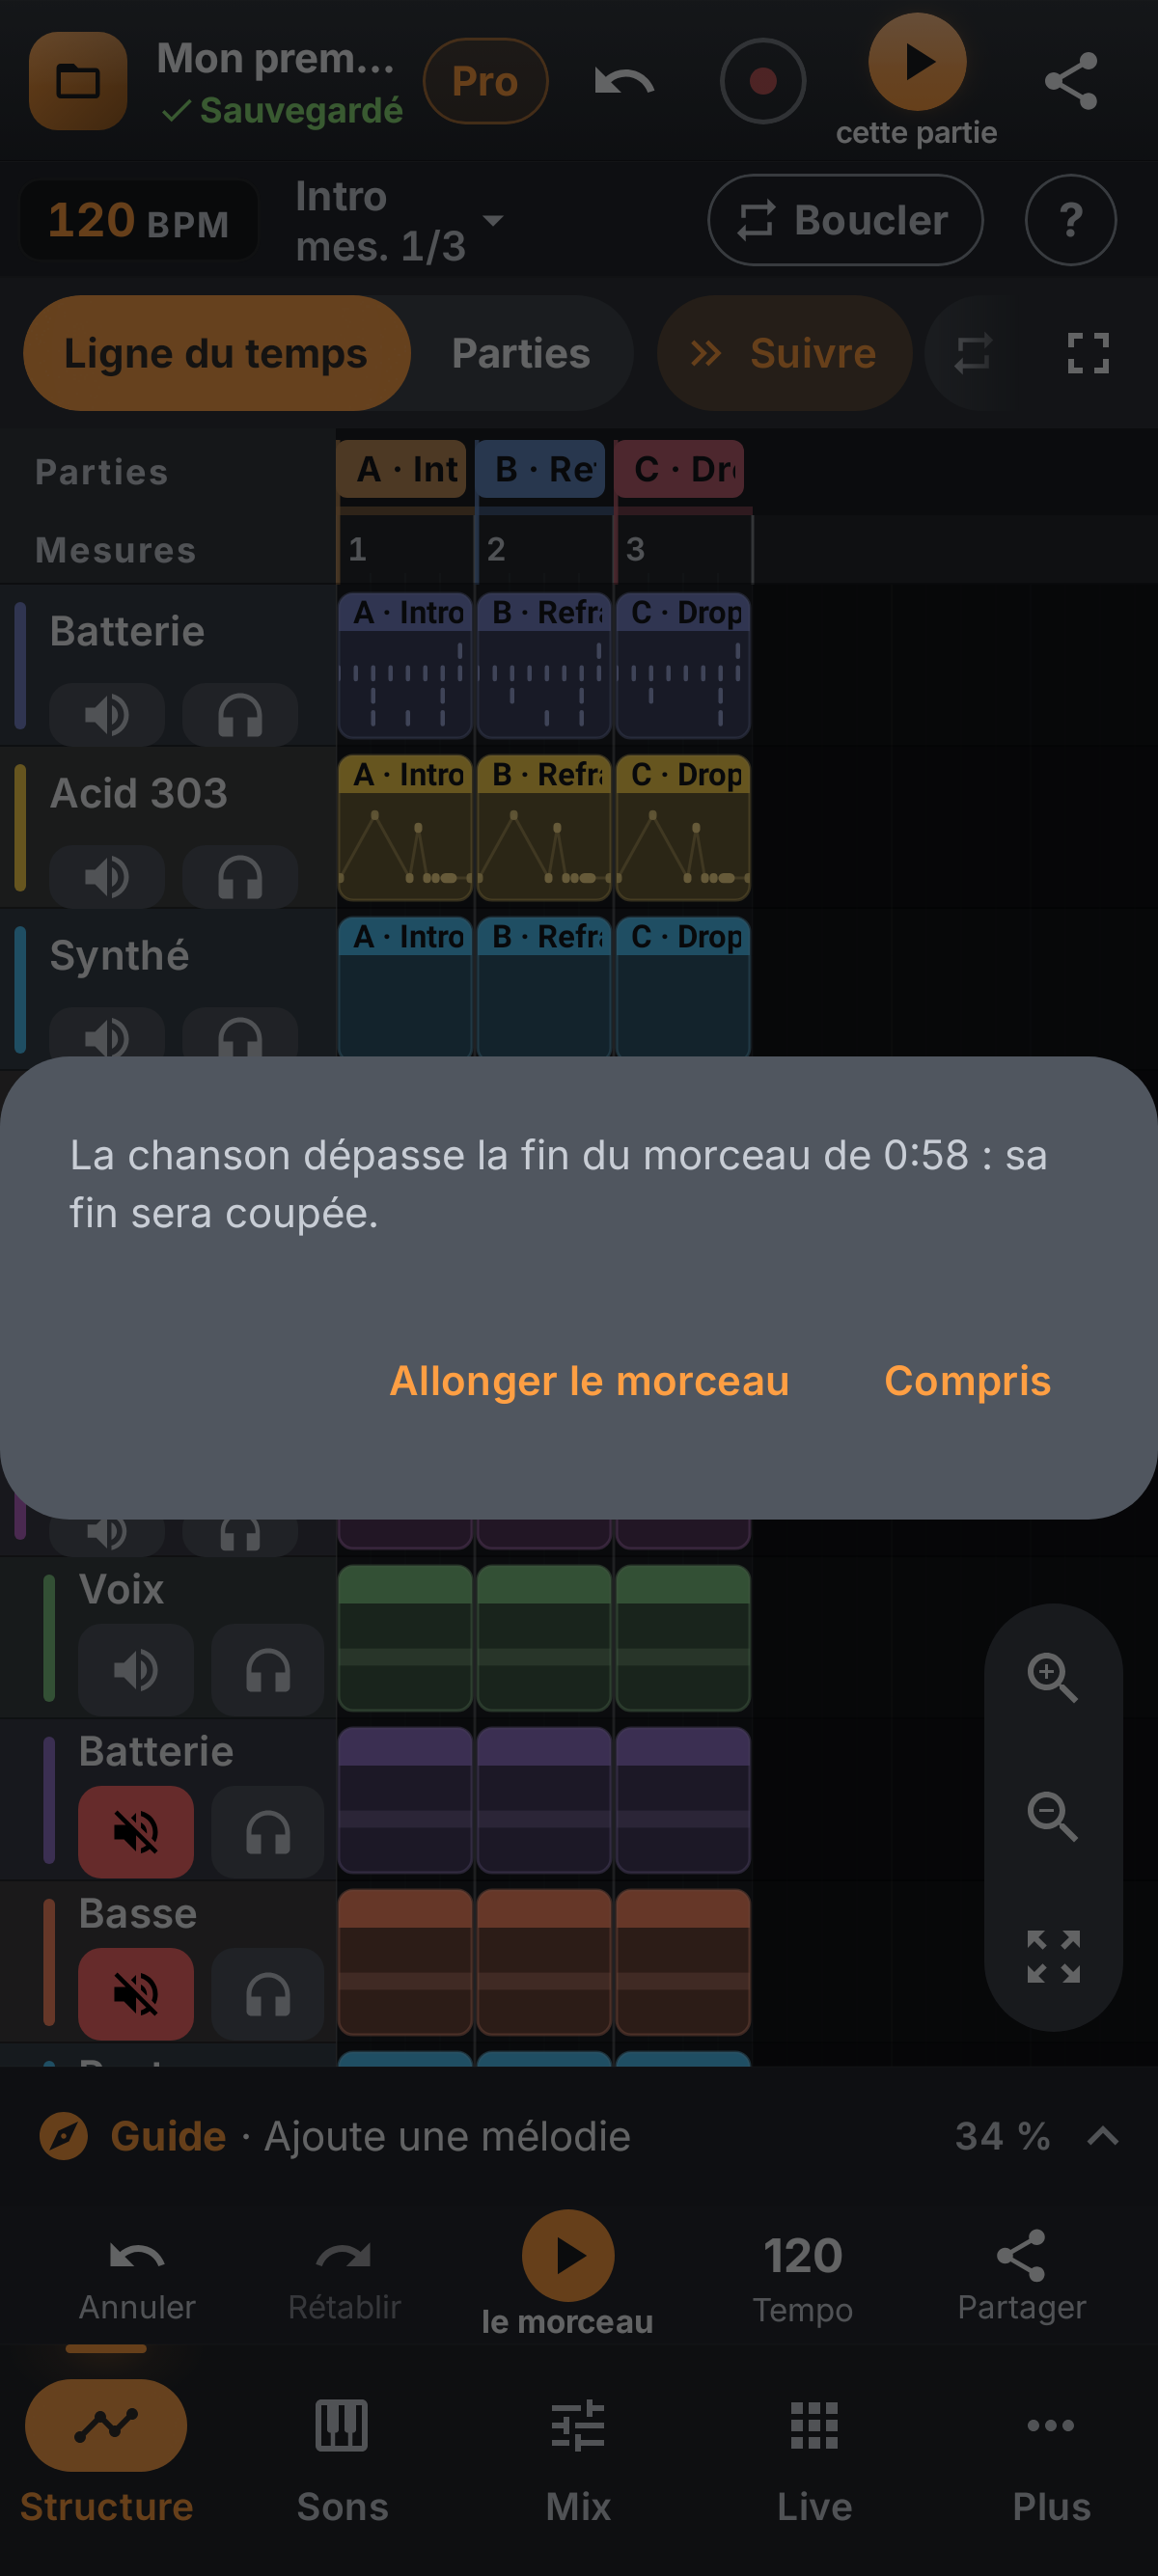 Mon prem...
Sauvegardé
Pro
cette partie
120 BPM
Intro
mes. 1/3
Boucler
?
Ligne du temps
Parties
Suivre
Parties
A · Int
B · Re
C · Dr
Mesures
1
2
3
Batterie
A · Intro
B · Refr
C · Drop
Acid 303
A · Intro
B · Refr
C · Drop
Synthé
A · Intro
B · Refr
C · Drop
La chanson dépasse la fin du morceau de 0:58 : sa
fin sera coupée.
Allonger le morceau
Compris
Voix
Batterie
Basse
Guide · Ajoute une mélodie
34 %
Annuler
Rétablir
le morceau
120
Tempo
Partager
Structure
Sons
Mix
Live
Plus